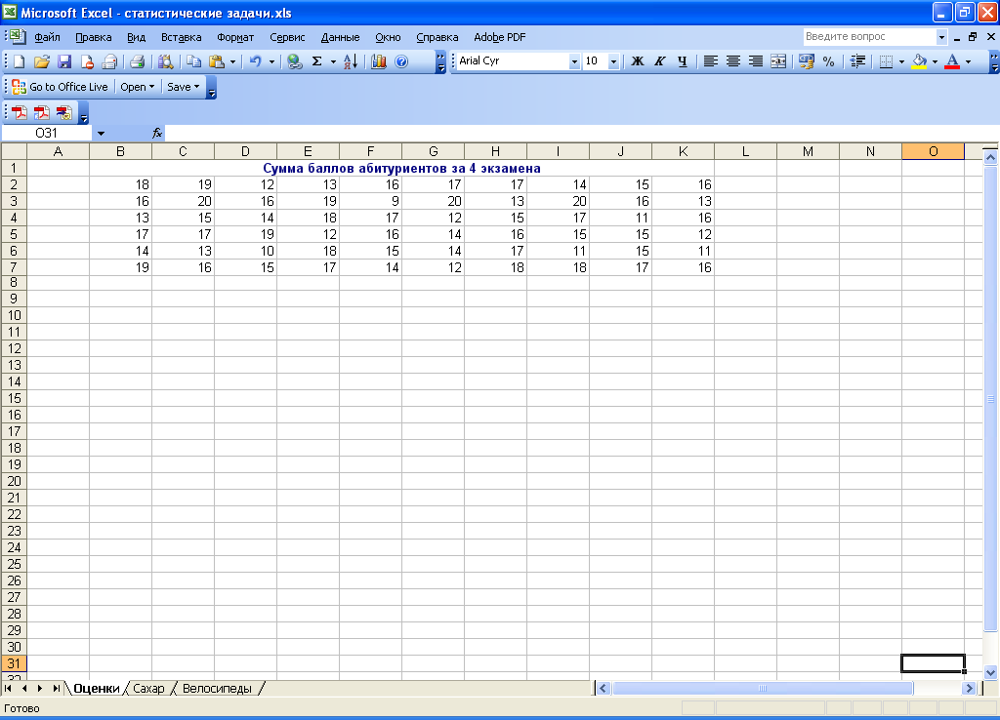 Microsoft Excel - статистические задачи.xls
Файл Правка Вид Вставка Формат Сервис Данные Окно Справка Adobe PDF Введите вопрос
Arial Cyr 10 Ж К Ч %
Go to Office Live Open Save
O31 fx
A B C D E F G H I J K L M N O
1 Сумма баллов абитуриентов за 4 экзамена
2 18 19 12 13 16 17 17 14 15 16
3 16 20 16 19 9 20 13 20 16 13
4 13 15 14 18 17 12 15 17 11 16
5 17 17 19 12 16 14 16 15 15 12
6 14 13 10 18 15 14 17 11 15 11
7 19 16 15 17 14 12 18 18 17 16
8
9
10
11
12
13
14
15
16
17
18
19
20
21
22
23
24
25
26
27
28
29
30
31
32
Оценки Сахар Велосипеды
Готово